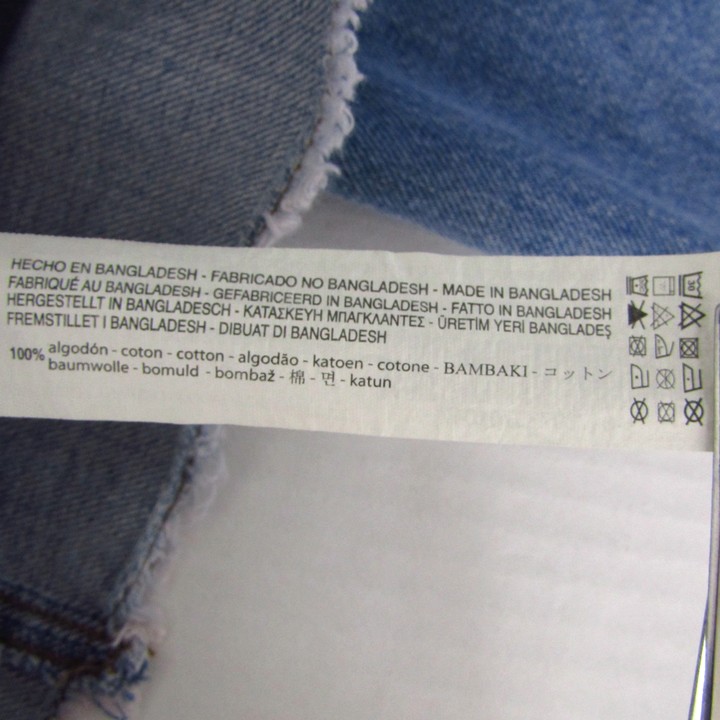 HECHO EN BANGLADESH - FABRICADO NO BANGLADESH - MADE IN BANGLADESH
FABRIQUÉ AU BANGLADESH - GEFABRICEERD IN BANGLADESH - FATTO IN BANGLADESH
HERGESTELLT IN BANGLADESCH - ΚΑΤΑΣΚΕΥΗ ΜΠΑΓΚΛΑΝΤΕΣ - ÜRETİM YERİ BANGLADEŞ
FREMSTILLET I BANGLADESH - DIBUAT DI BANGLADESH
100% algodón - coton - cotton - algodão - katoen - cotone - ΒΑΜΒΑΚΙ - コットン
baumwolle - bomuld - bombaž - 棉 - 면 - katun